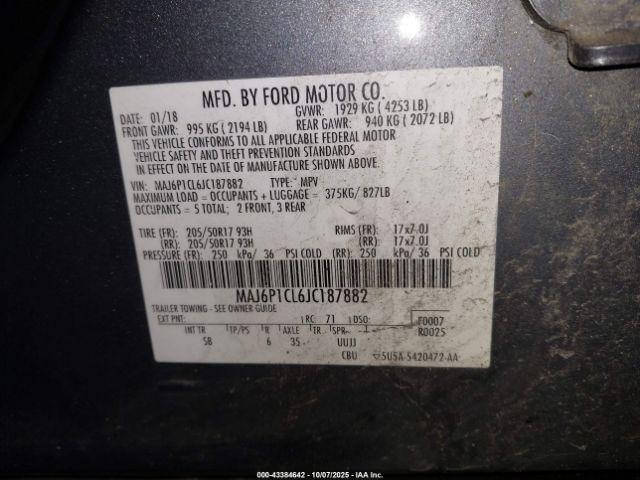 MFD. BY FORD MOTOR CO.
DATE: 01/18 GVWR: 1929 KG ( 4253 LB)
FRONT GAWR: 995 KG ( 2194 LB) REAR GAWR: 940 KG ( 2072 LB)
THIS VEHICLE CONFORMS TO ALL APPLICABLE FEDERAL MOTOR
VEHICLE SAFETY AND THEFT PREVENTION STANDARDS
IN EFFECT ON THE DATE OF MANUFACTURE SHOWN ABOVE.
VIN: MAJ6P1CL6JC187882 TYPE: MPV
MAXIMUM LOAD = OCCUPANTS + LUGGAGE = 375KG/ 827LB
OCCUPANTS = 5 TOTAL; 2 FRONT, 3 REAR
TIRE (FR): 205/50R17 93H RIMS (FR): 17x7.0J
(RR): 205/50R17 93H (RR): 17x7.0J
PRESSURE (FR): 250 kPa/ 36 PSI COLD (RR): 250 kPa/ 36 PSI COLD
MAJ6P1CL6JC187882
TRAILER TOWING - SEE OWNER GUIDE
EXT PNT: RC: 71 DSO: F0007
R0025
INT TR TP/PS R AXLE TR SPR
SB 6 35 UUJJ
CBU 5U5A-5420472-AA
000-43384642 10/07/2025 - Copart, IAA Inc.